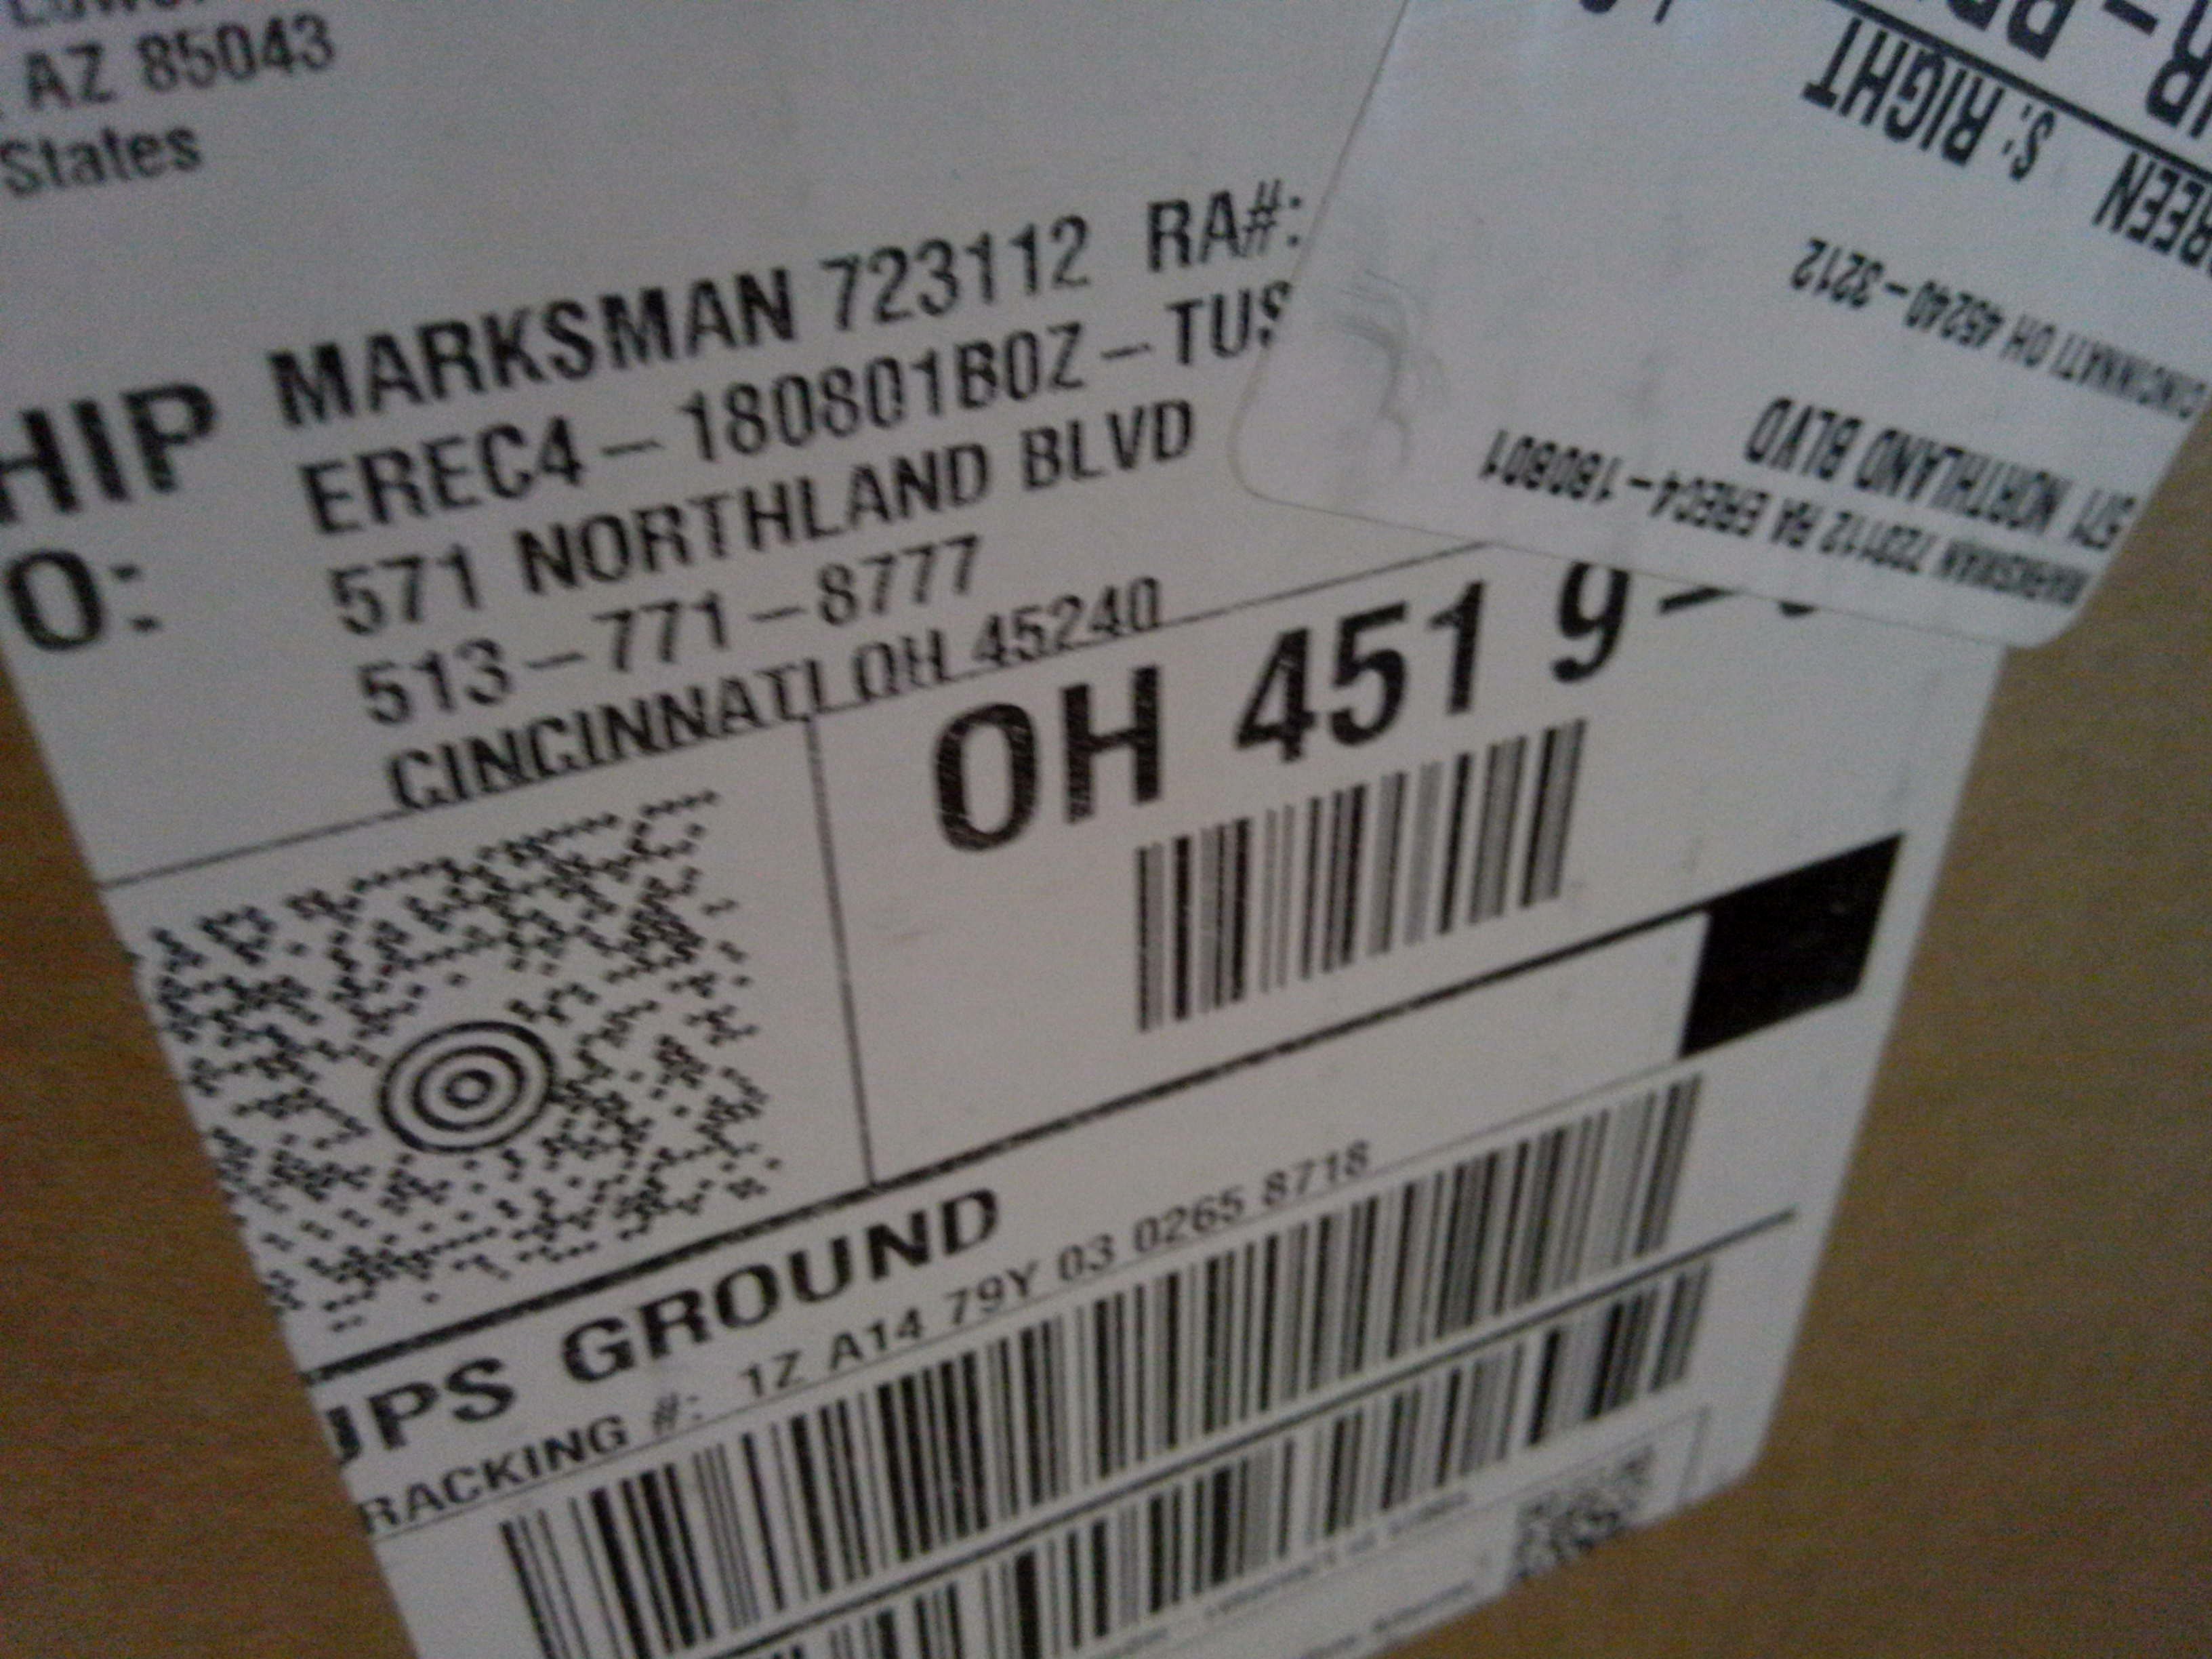 AZ 85043
States
HIP
O:
MARKSMAN 723112 RA#:
EREC4-180801B0Z-TUS
571 NORTHLAND BLVD
513-771-8777
CINCINNATI OH 45240
OH 451 9-
UPS GROUND
RACKING #: 1Z A14 79Y 03 0265 8718
MARKSMAN 723112 RA EREC4-180801
571 NORTHLAND BLVD
CINCINNATI OH 45240-3212
REEN S: RIGHT